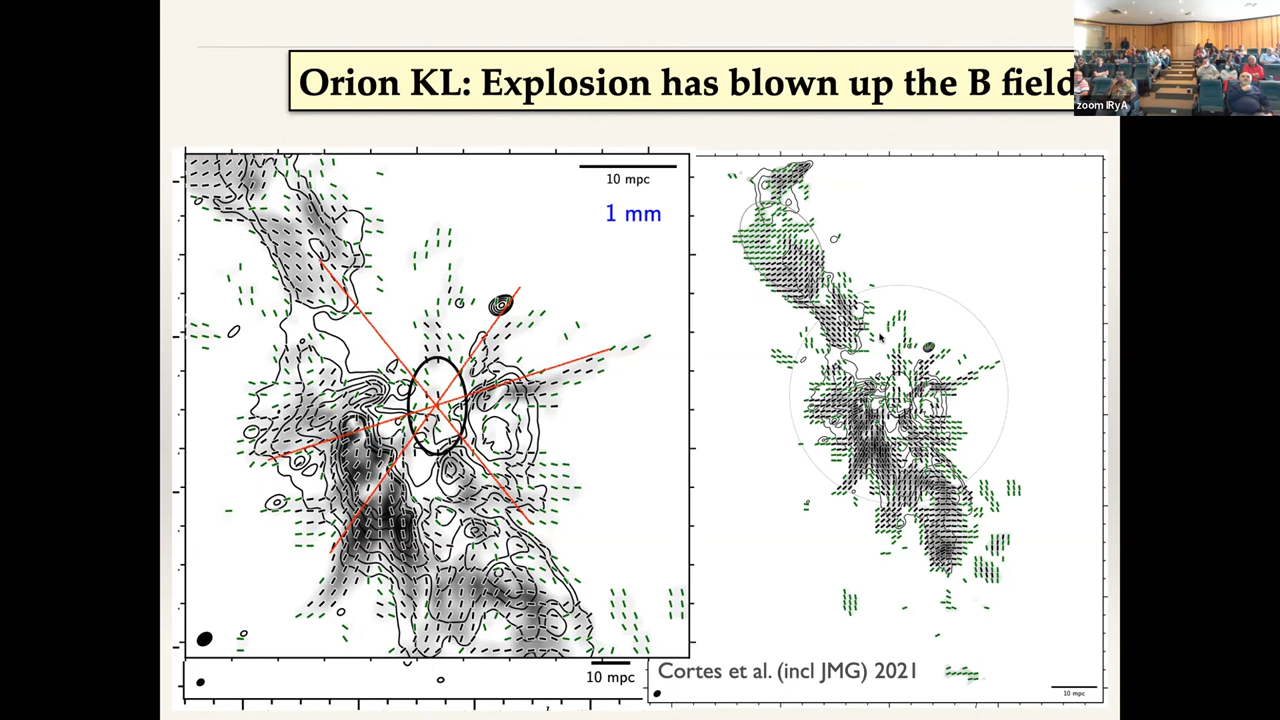 Orion KL: Explosion has blown up the B field
zoom IRyA
10 mpc
1 mm
10 mpc
Cortes et al. (incl JMG) 2021
10 mpc